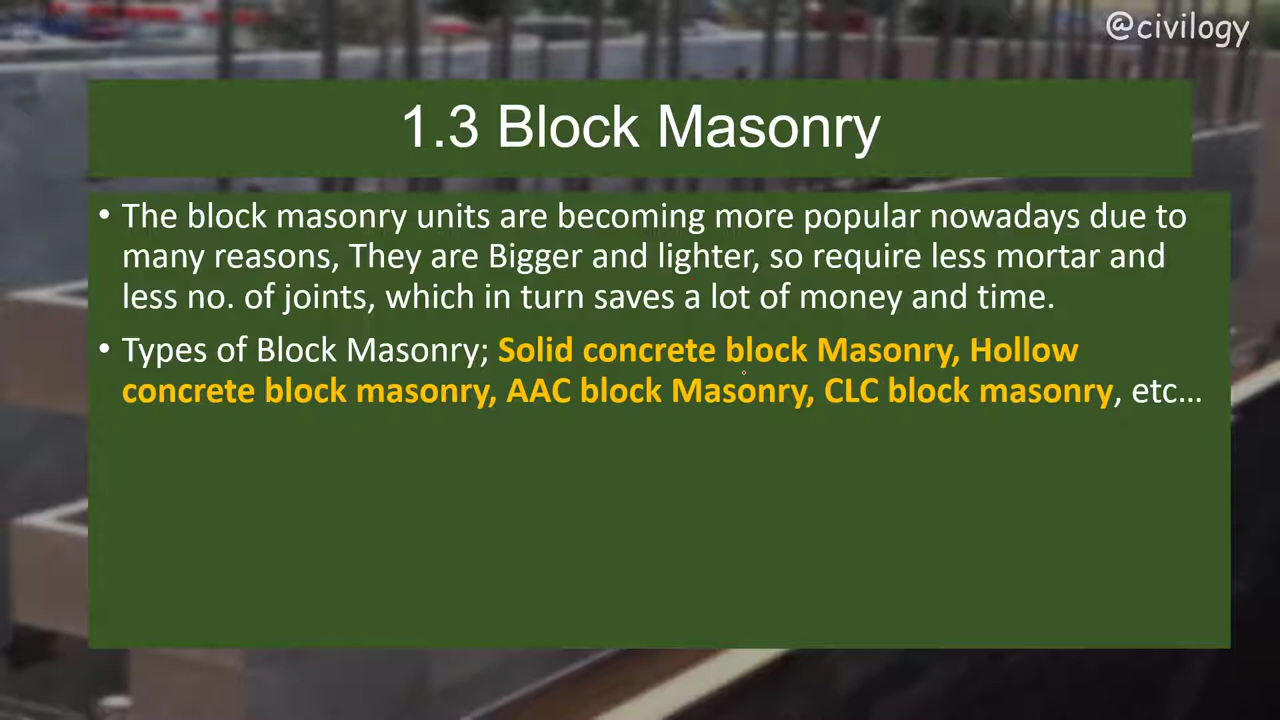 @civilogy
1.3 Block Masonry
• The block masonry units are becoming more popular nowadays due to
many reasons, They are Bigger and lighter, so require less mortar and
less no. of joints, which in turn saves a lot of money and time.
• Types of Block Masonry; Solid concrete block Masonry, Hollow
concrete block masonry, AAC block Masonry, CLC block masonry, etc...